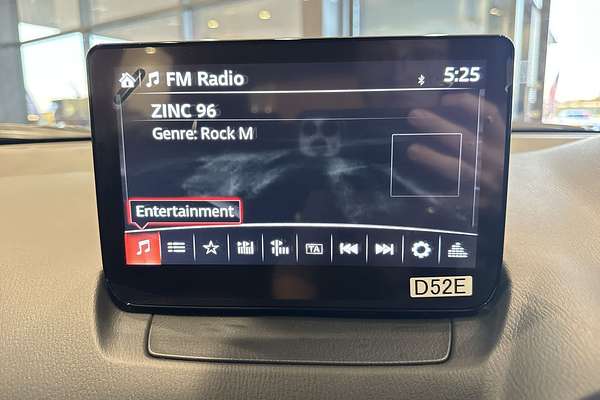 FM Radio
5:25
ZINC 96
Genre: Rock M
Entertainment
TA
D52E